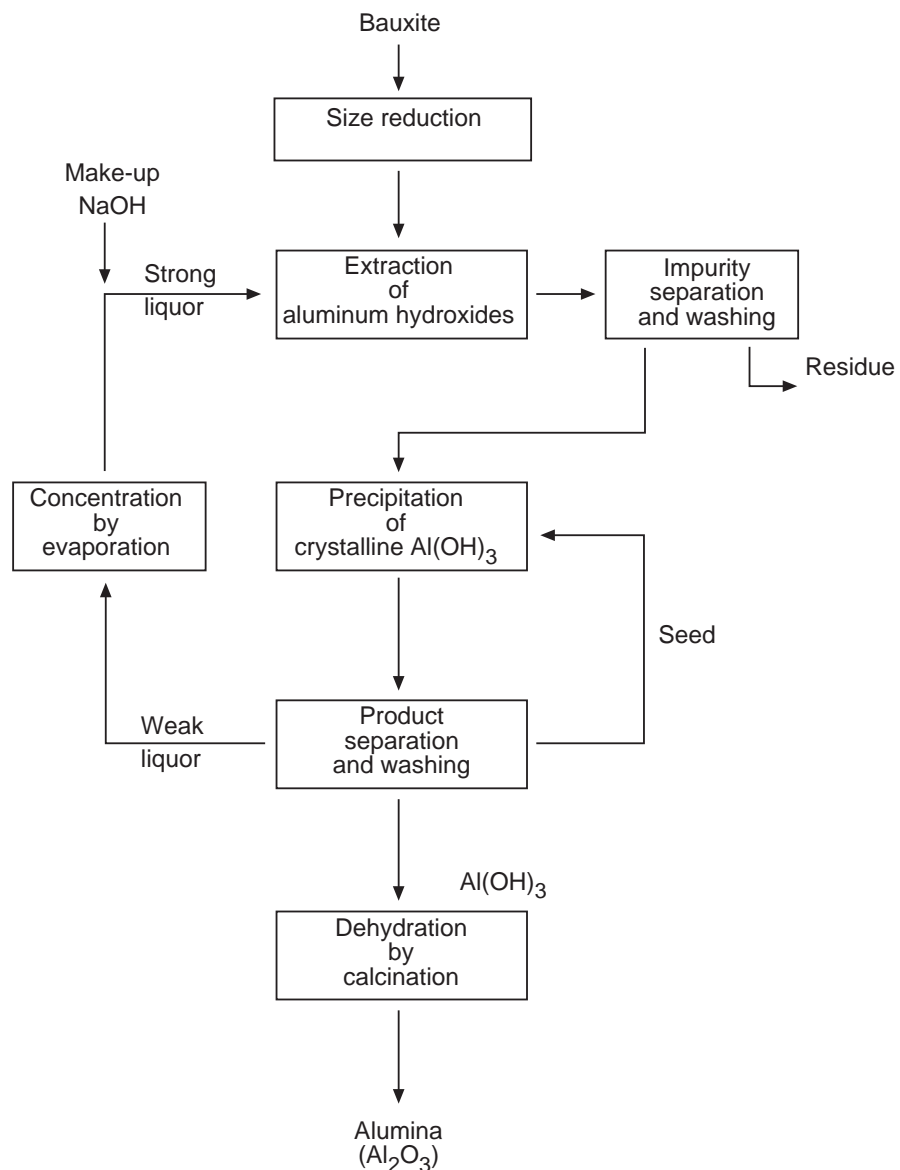 Bauxite
Size reduction
Make-up
NaOH
Strong
liquor
Extraction
of
aluminum hydroxides
Impurity
separation
and washing
Residue
Concentration
by
evaporation
Precipitation
of
crystalline Al(OH)₃
Seed
Weak
liquor
Product
separation
and washing
Al(OH)₃
Dehydration
by
calcination
Alumina
(Al₂O₃)